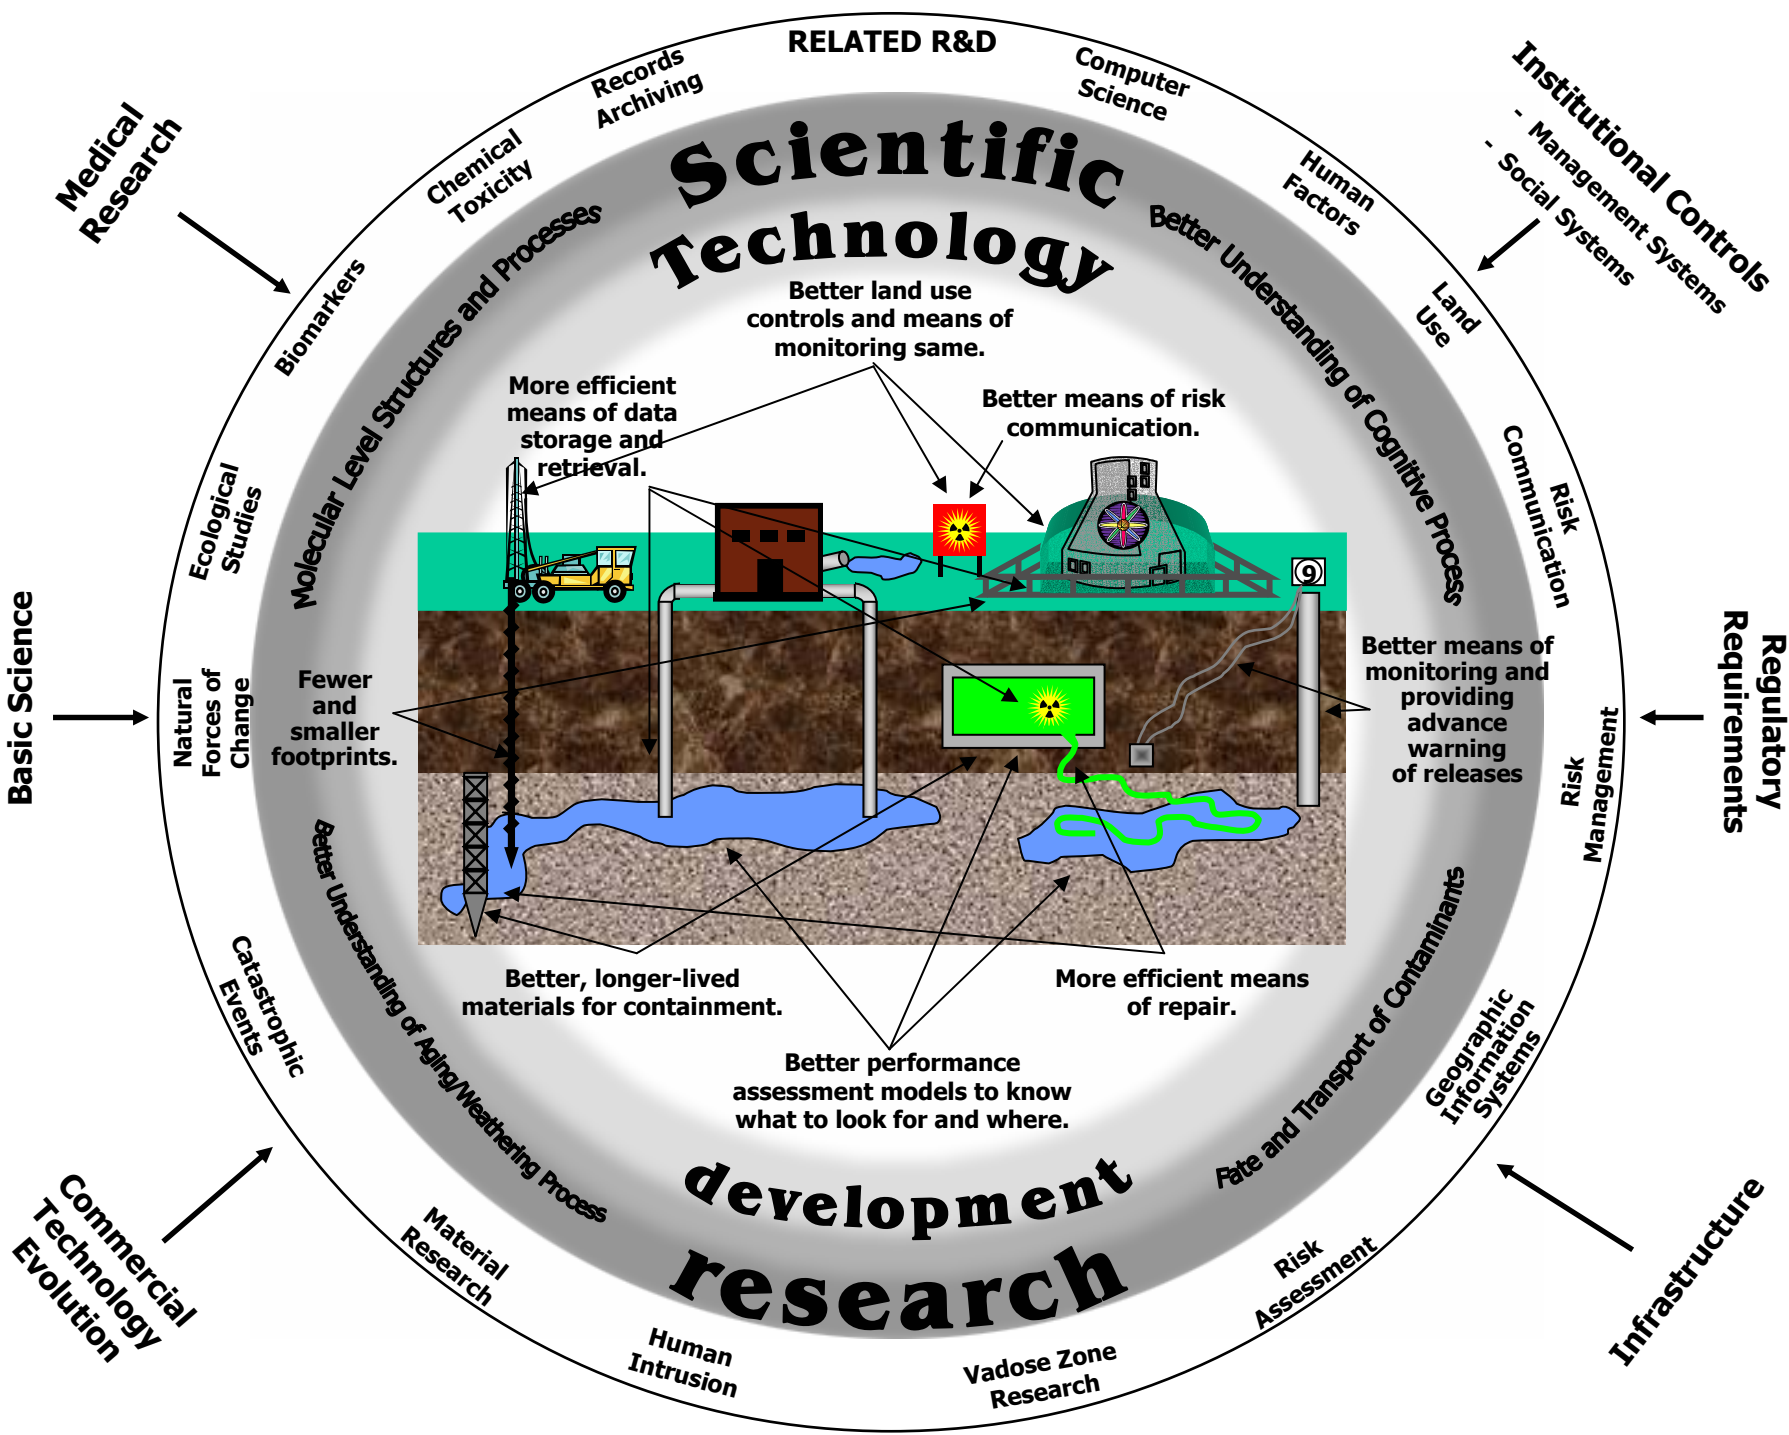 RELATED R&D
Records
Archiving
Computer
Science
Chemical
Toxicity
Human
Factors
Medical
Research
Institutional Controls
- Management Systems
- Social Systems
Biomarkers
Land
Use
Scientific
Technology
Molecular Level Structures and Processes
Better Understanding of Cognitive Process
Better land use
controls and means of
monitoring same.
More efficient
means of data
storage and
retrieval.
Better means of risk
communication.
Ecological
Studies
Risk
Communication
9
Basic Science
Natural
Forces of
Change
Fewer
and
smaller
footprints.
Better means of
monitoring and
providing
advance
warning
of releases
Regulatory
Requirements
Risk
Management
Better Understanding of Aging/Weathering Process
Fate and Transport of Contaminants
Catastrophic
Events
Better, longer-lived
materials for containment.
More efficient means
of repair.
Better performance
assessment models to know
what to look for and where.
Geographic
Information
Systems
development
research
Commercial
Technology
Evolution
Material
Research
Risk
Assessment
Infrastructure
Human
Intrusion
Vadose Zone
Research